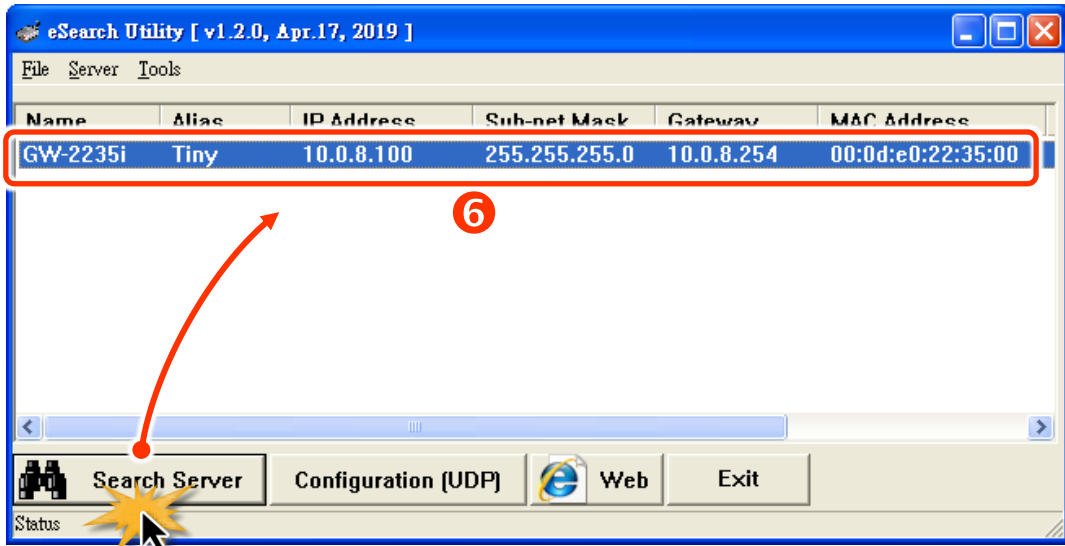 eSearch Utility [ v1.2.0, Apr.17, 2019 ]
File Server Tools
Name Alias IP Address Sub-net Mask Gateway MAC Address
GW-2235i Tiny 10.0.8.100 255.255.255.0 10.0.8.254 00:0d:e0:22:35:00
6
Search Server Configuration (UDP) Web Exit
Status